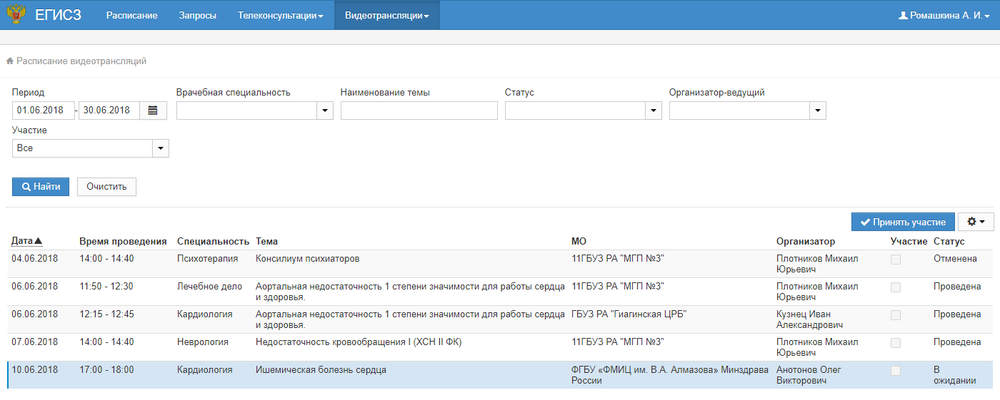 ЕГИСЗ Расписание Запросы Телеконсультации Видеотрансляции Ромашкина А. И.
Расписание видеотрансляций
Период Врачебная специальность Наименование темы Статус Организатор-ведущий
01.06.2018 - 30.06.2018
Участие
Все
Найти Очистить
Принять участие
Дата Время проведения Специальность Тема МО Организатор Участие Статус
04.06.2018 14:00 - 14:40 Психотерапия Консилиум психиаторов 11ГБУЗ РА "МГП №3" Плотников Михаил Отменена
Юрьевич
06.06.2018 11:50 - 12:30 Лечебное дело Аортальная недостаточность 1 степени значимости для работы сердца 11ГБУЗ РА "МГП №3" Плотников Михаил Проведена
и здоровья. Юрьевич
06.06.2018 12:15 - 12:45 Кардиология Аортальная недостаточность 1 степени значимости для работы сердца ГБУЗ РА "Гиагинская ЦРБ" Кузнец Иван Проведена
и здоровья. Александрович
07.06.2018 14:00 - 14:40 Неврология Недостаточность кровообращения I (ХСН II ФК) 11ГБУЗ РА "МГП №3" Плотников Михаил Проведена
Юрьевич
10.06.2018 17:00 - 18:00 Кардиология Ишемическая болезнь сердца ФГБУ «ФМИЦ им. В.А. Алмазова» Минздрава Анотонов Олег В
России Викторович ожидании